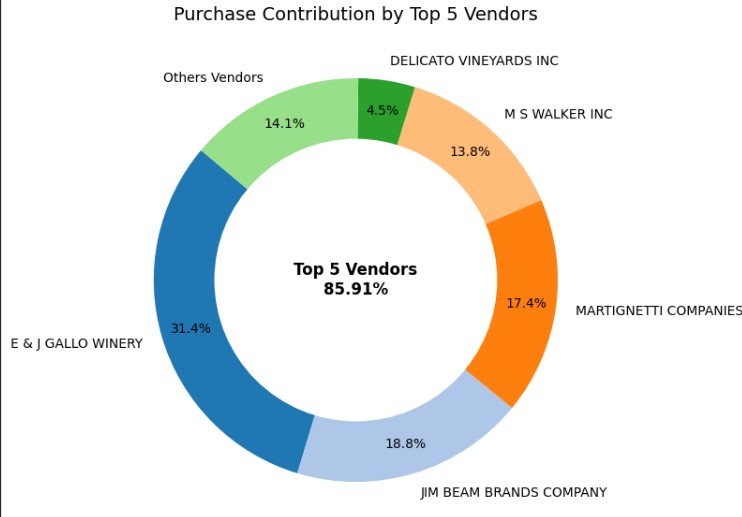 Purchase Contribution by Top 5 Vendors
DELICATO VINEYARDS INC
Others Vendors
M S WALKER INC
4.5%
14.1%
13.8%
Top 5 Vendors
85.91%
17.4%
MARTIGNETTI COMPANIES
31.4%
E & J GALLO WINERY
18.8%
JIM BEAM BRANDS COMPANY